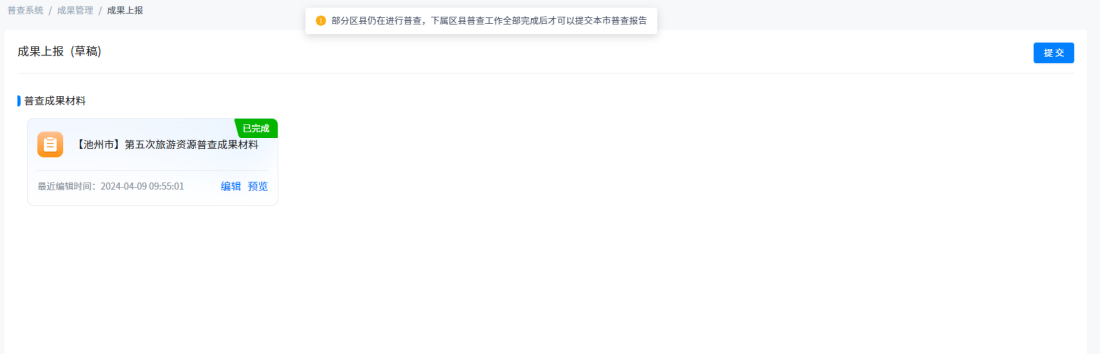 普查系统 / 成果管理 / 成果上报
部分区县仍在进行普查，下属区县普查工作全部完成后才可以提交本市普查报告
成果上报（草稿）
提 交
普查成果材料
已完成
【池州市】第五次旅游资源普查成果材料
最近编辑时间：2024-04-09 09:55:01
编辑 预览